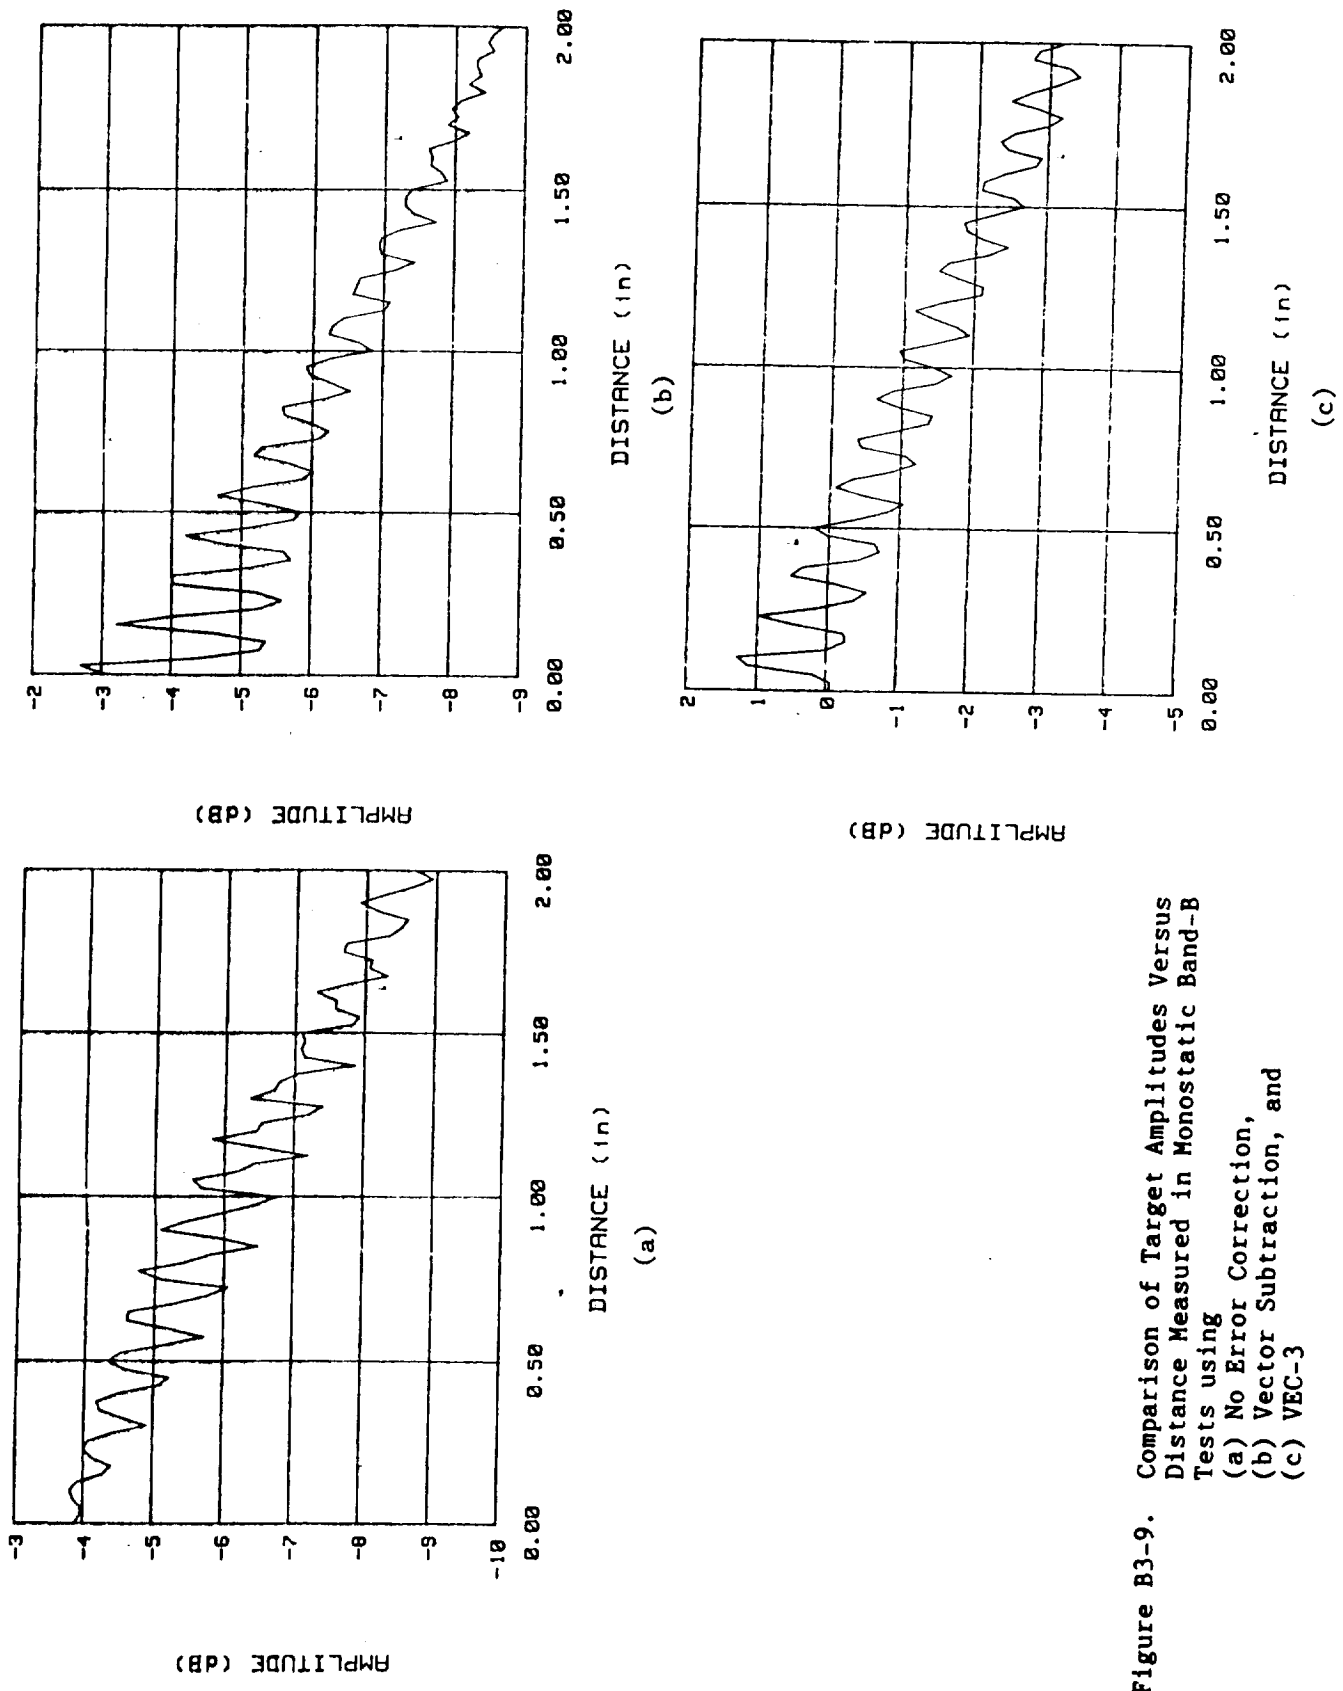 AMPLITUDE (dB)
-3
-4
-5
-6
-7
-8
-9
-10
0.00
0.50
1.00
1.50
2.00
DISTANCE (in)
(a)
AMPLITUDE (dB)
-2
-3
-4
-5
-6
-7
-8
-9
0.00
0.50
1.00
1.50
2.00
DISTANCE (in)
(b)
AMPLITUDE (dB)
2
1
0
-1
-2
-3
-4
-5
0.00
0.50
1.00
1.50
2.00
DISTANCE (in)
(c)
Figure B3-9. Comparison of Target Amplitudes Versus
Distance Measured in Monostatic Band-B
Tests using
(a) No Error Correction,
(b) Vector Subtraction, and
(c) VEC-3